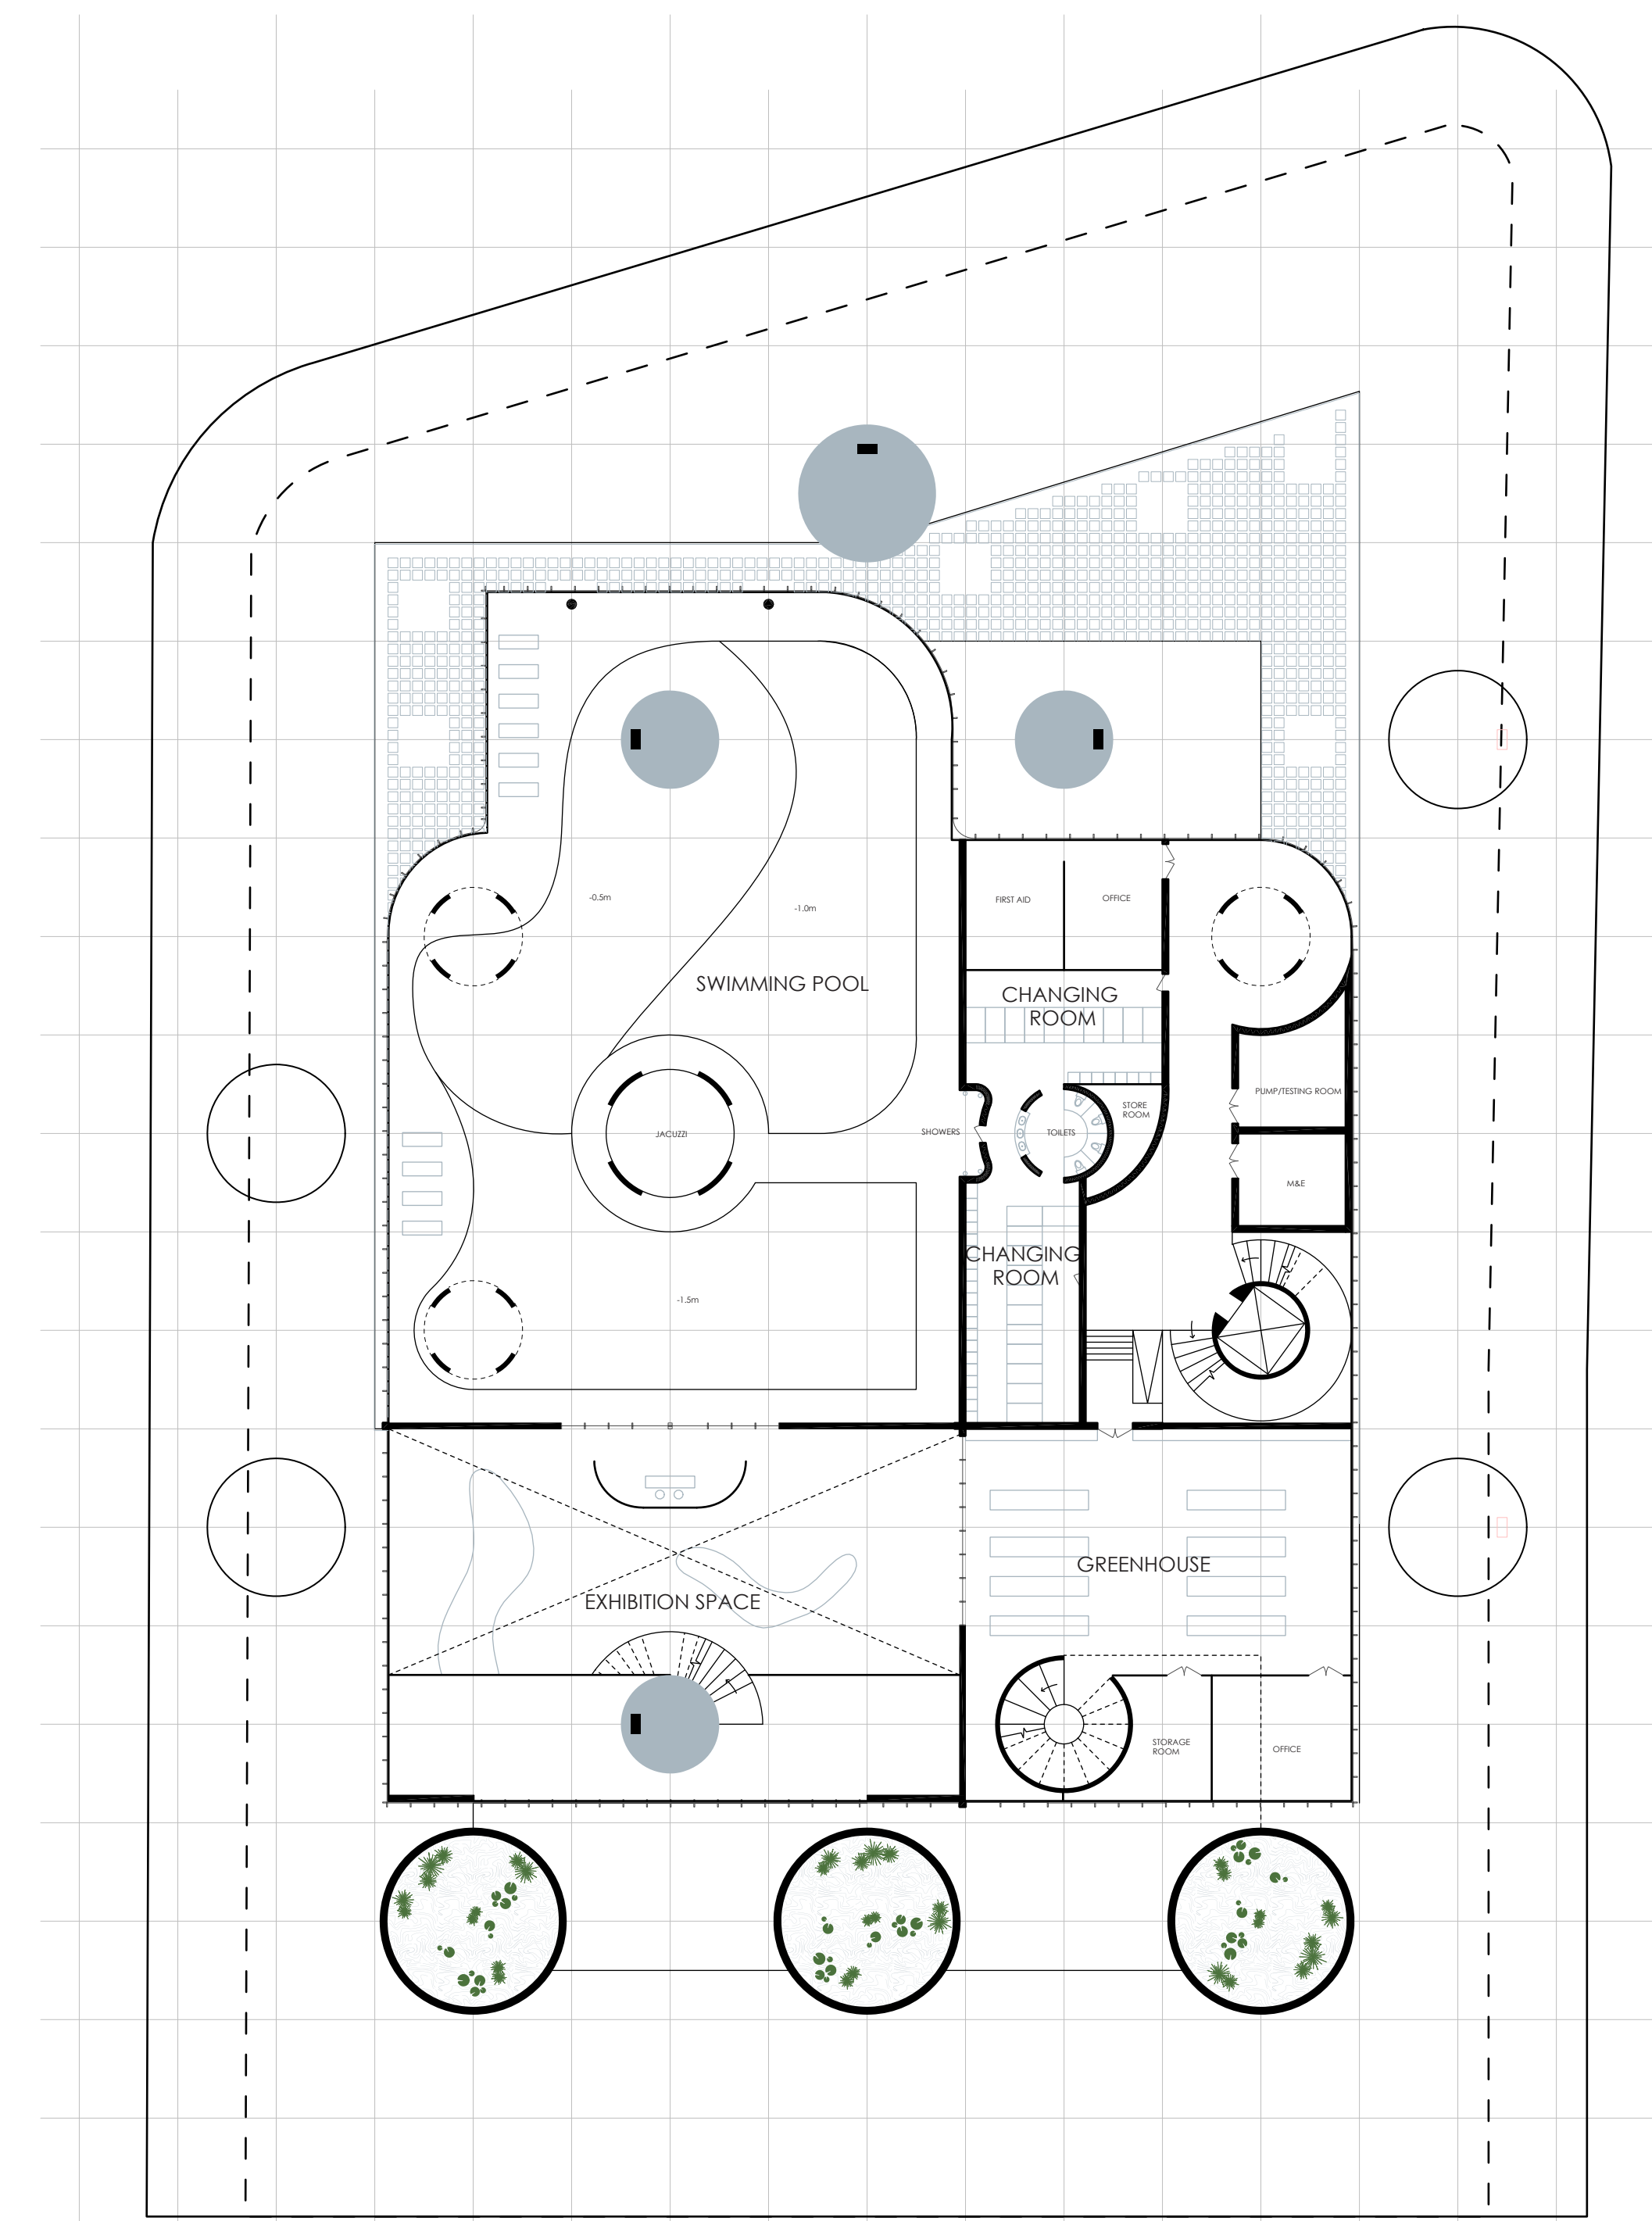 FIRST AID
OFFICE
-0.5m
-1.0m
SWIMMING POOL
CHANGING
ROOM
PUMP/TESTING ROOM
STORE
ROOM
SHOWERS
TOILETS
JACUZZI
M&E
CHANGING
ROOM
-1.5m
GREENHOUSE
EXHIBITION SPACE
STORAGE
ROOM
OFFICE